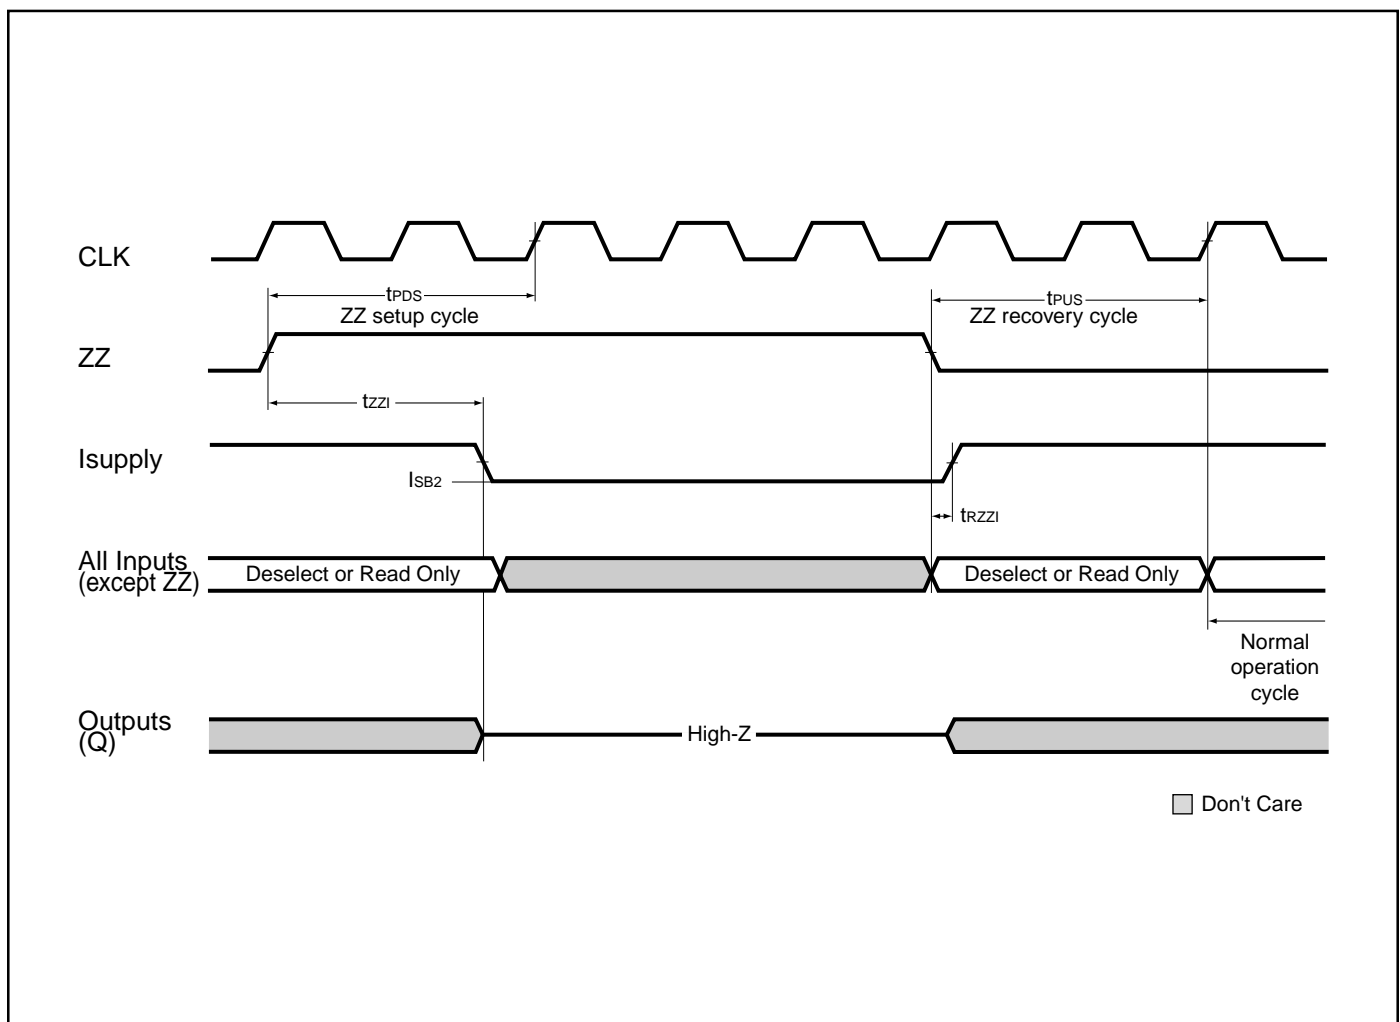 CLK
tPDS
ZZ setup cycle
tPUS
ZZ recovery cycle
ZZ
tZZI
Isupply
ISB2
tRZZI
All Inputs
(except ZZ)
Deselect or Read Only
Deselect or Read Only
Normal
operation
cycle
Outputs
(Q)
High-Z
Don't Care